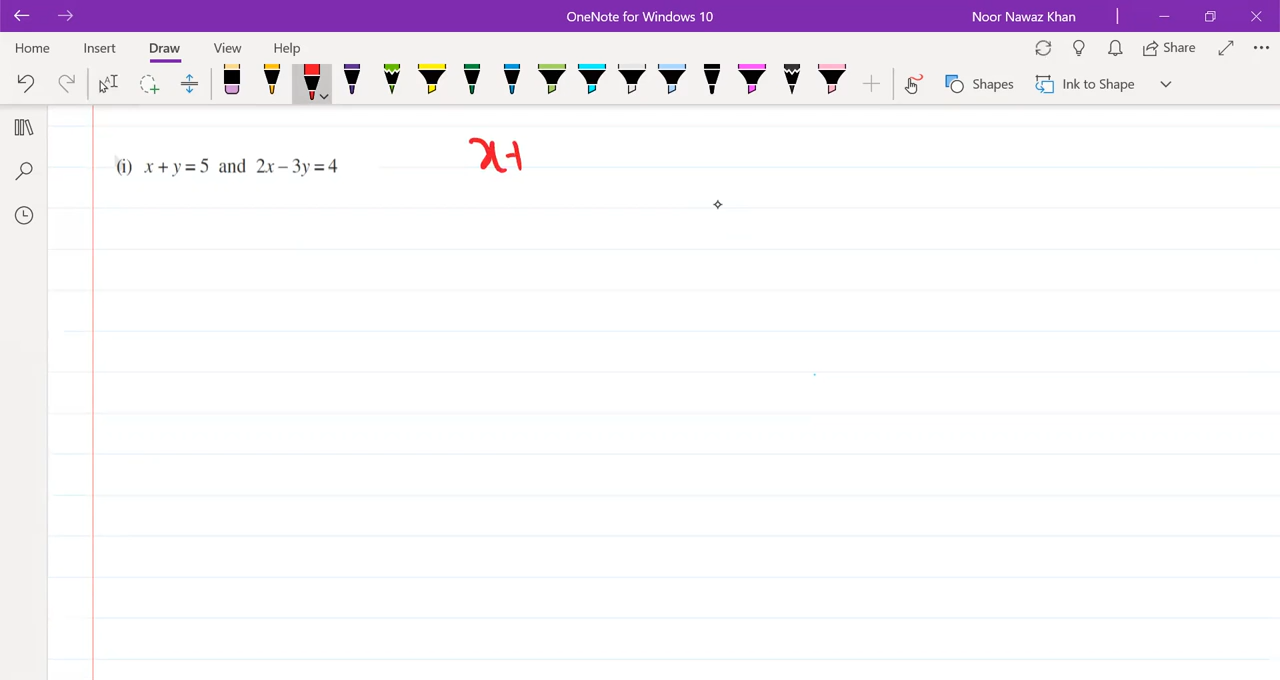 OneNote for Windows 10
Noor Nawaz Khan
Home Insert Draw View Help
Share
Shapes
Ink to Shape
(i) x + y = 5 and 2x − 3y = 4
x+